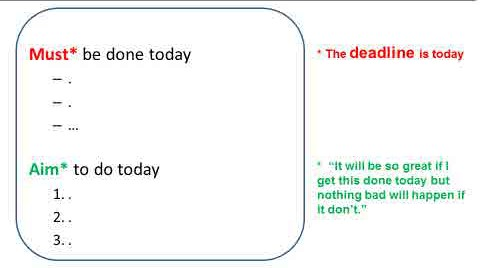 Must* be done today
– .
– .
– ...
Aim* to do today
1. .
2. .
3. .
* The deadline is today
* "It will be so great if I
get this done today but
nothing bad will happen if
it don't."